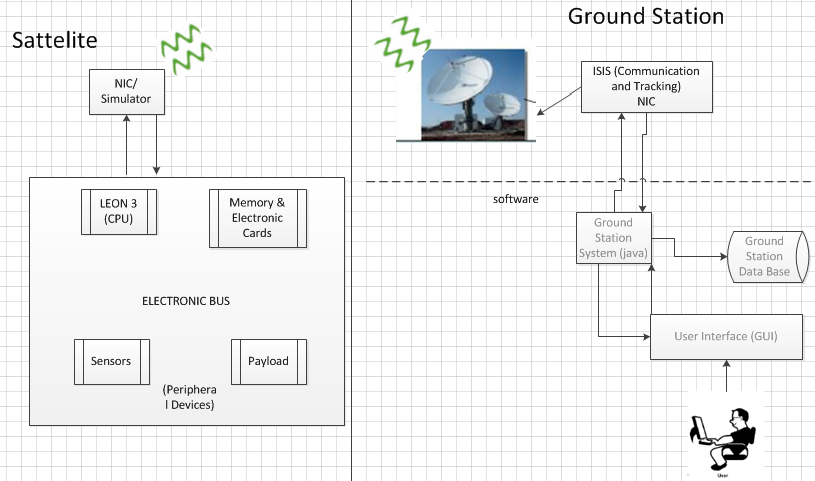 Sattelite
NIC/
Simulator
LEON 3
(CPU)
Memory &
Electronic
Cards
ELECTRONIC BUS
Sensors
Payload
(Periphera
l Devices)
Ground Station
ISIS (Communication
and Tracking)
NIC
software
Ground
Station
System (java)
Ground
Station
Data Base
User Interface (GUI)
User